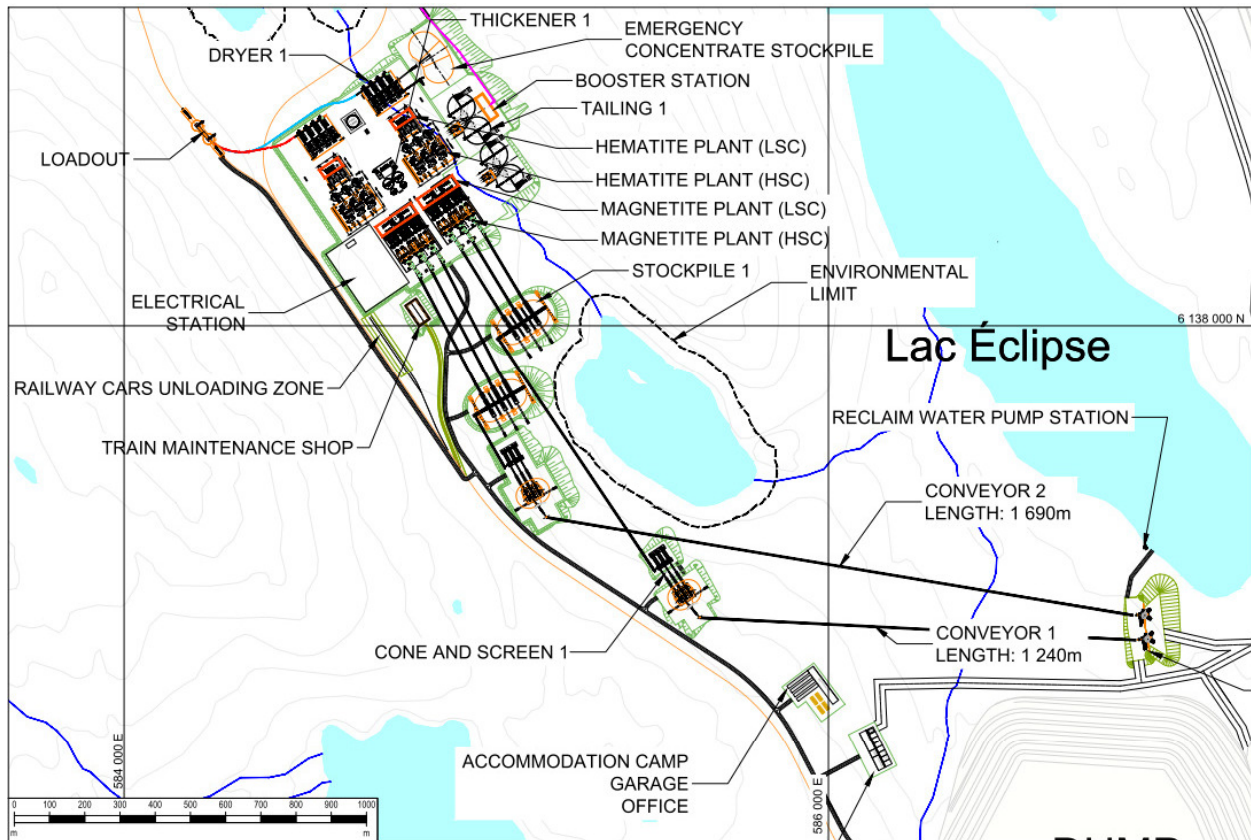 THICKENER 1
EMERGENCY
CONCENTRATE STOCKPILE
DRYER 1
BOOSTER STATION
TAILING 1
LOADOUT
HEMATITE PLANT (LSC)
HEMATITE PLANT (HSC)
MAGNETITE PLANT (LSC)
MAGNETITE PLANT (HSC)
STOCKPILE 1
ENVIRONMENTAL
LIMIT
ELECTRICAL
STATION
6 138 000 N
Lac Éclipse
RAILWAY CARS UNLOADING ZONE
RECLAIM WATER PUMP STATION
TRAIN MAINTENANCE SHOP
CONVEYOR 2
LENGTH: 1 690m
CONE AND SCREEN 1
CONVEYOR 1
LENGTH: 1 240m
584 000 E
ACCOMMODATION CAMP
GARAGE
OFFICE
586 000 E
0 100 200 300 400 500 600 700 800 900 1000
m m